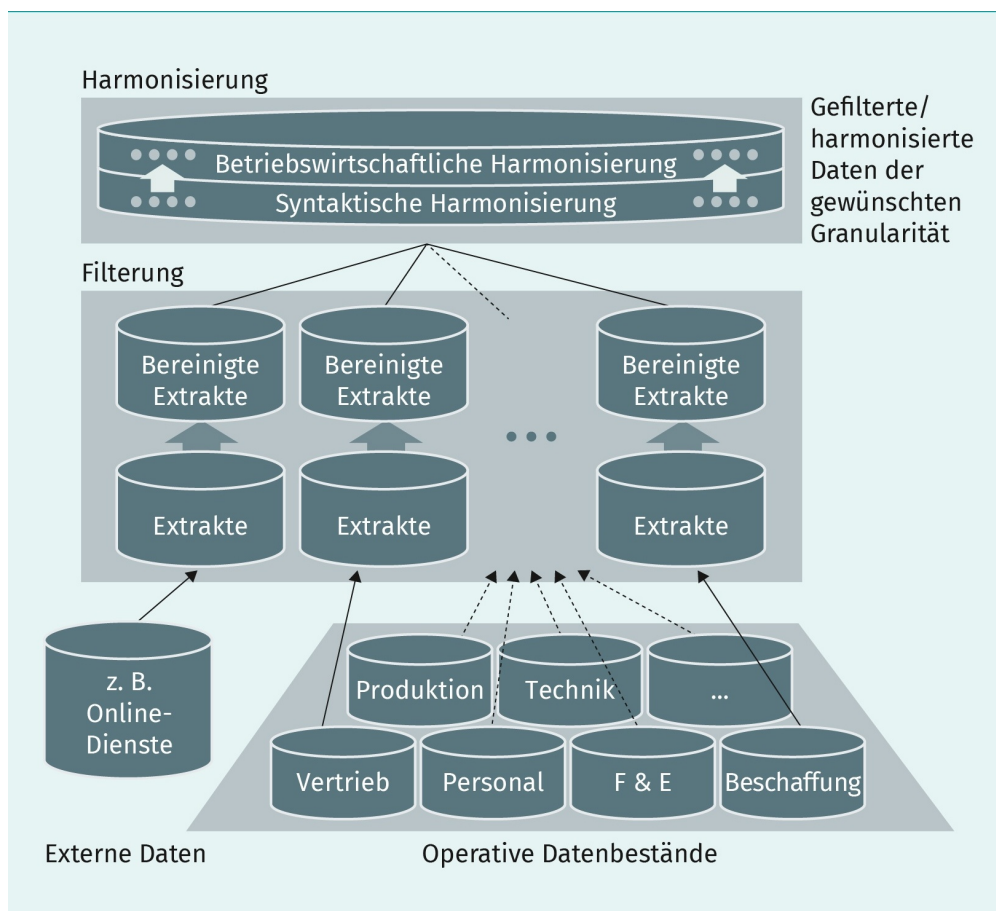 Harmonisierung
Betriebswirtschaftliche Harmonisierung
Syntaktische Harmonisierung
Gefilterte/
harmonisierte
Daten der
gewünschten
Granularität
Filterung
Bereinigte
Extrakte
Bereinigte
Extrakte
Bereinigte
Extrakte
...
Extrakte
Extrakte
Extrakte
z. B.
Online-
Dienste
Produktion
Technik
...
Vertrieb
Personal
F & E
Beschaffung
Externe Daten
Operative Datenbestände